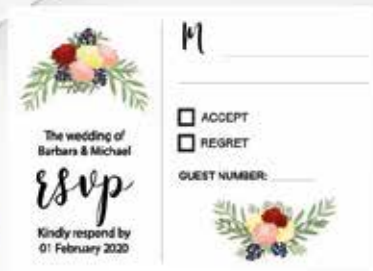 The wedding of
Barbara & Michael
rsvp
Kindly respond by
01 February 2020
M
ACCEPT
REGRET
GUEST NUMBER: